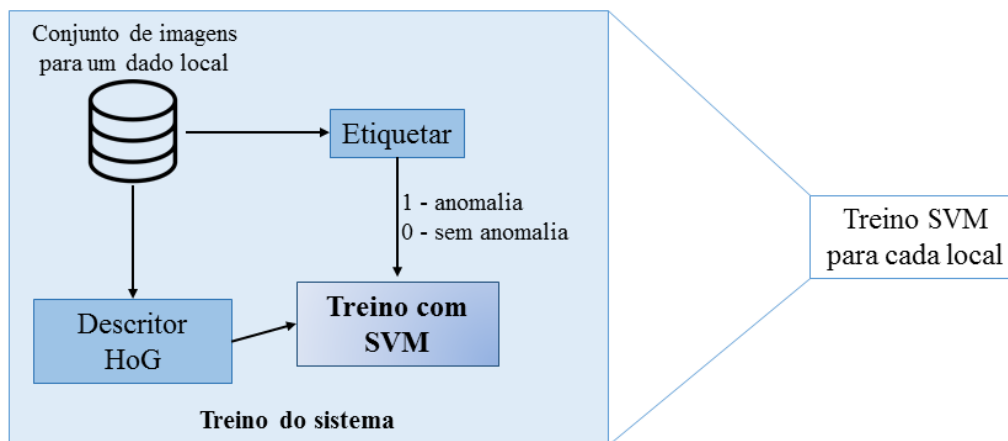 Conjunto de imagens
para um dado local
Etiquetar
1 - anomalia
0 - sem anomalia
Descritor
HoG
Treino com
SVM
Treino do sistema
Treino SVM
para cada local